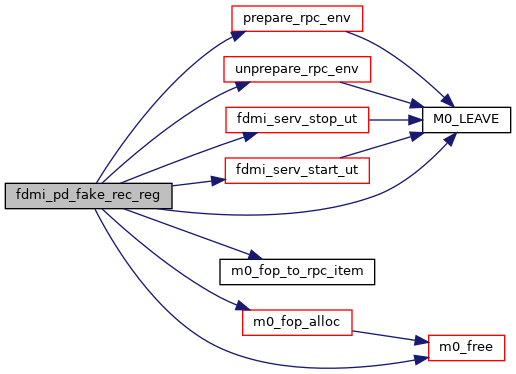 prepare_rpc_env
unprepare_rpc_env
fdmi_serv_stop_ut
M0_LEAVE
fdmi_serv_start_ut
fdmi_pd_fake_rec_reg
m0_fop_to_rpc_item
m0_fop_alloc
m0_free